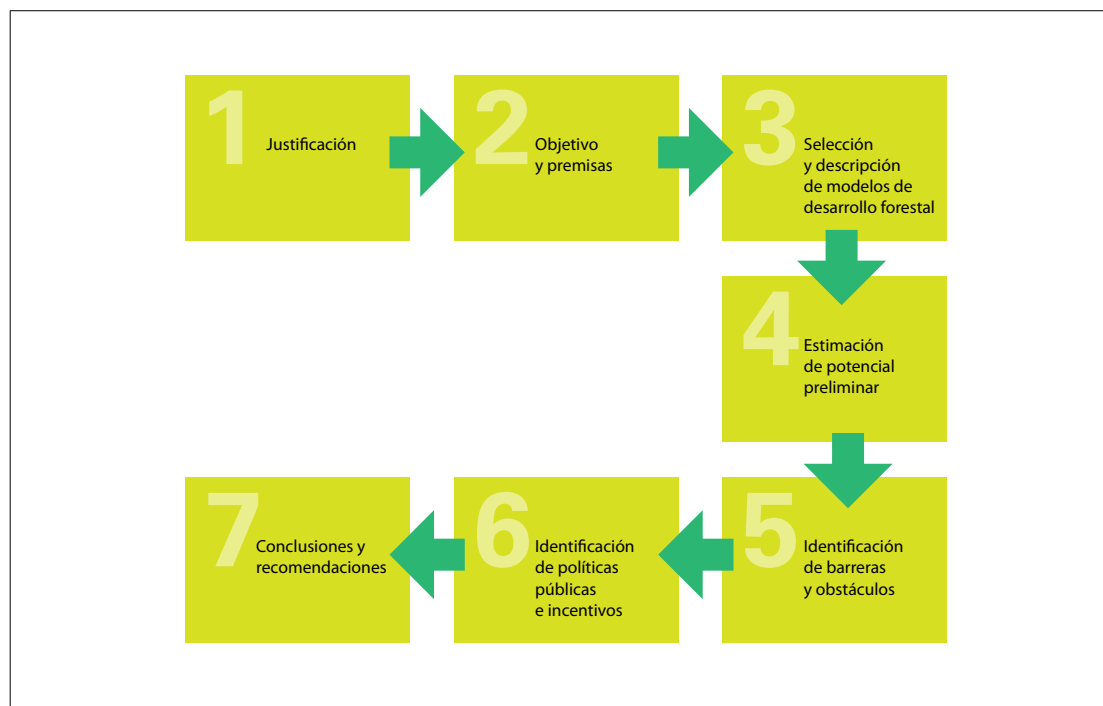 1
Justificación
2
Objetivo
y premisas
3
Selección
y descripción
de modelos de
desarrollo forestal
4
Estimación
de potencial
preliminar
5
Identificación
de barreras
y obstáculos
6
Identificación
de políticas
públicas
e incentivos
7
Conclusiones y
recomendaciones